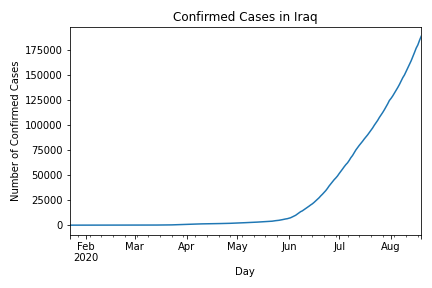 Confirmed Cases in Iraq
Number of Confirmed Cases
175000
150000
125000
100000
75000
50000
25000
0
Feb Mar Apr May Jun Jul Aug
2020
Day